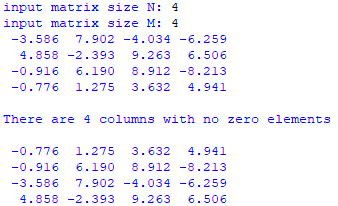 input matrix size N: 4
input matrix size M: 4
-3.586 7.902 -4.034 -6.259
4.858 -2.393 9.263 6.506
-0.916 6.190 8.912 -8.213
-0.776 1.275 3.632 4.941
There are 4 columns with no zero elements
-0.776 1.275 3.632 4.941
-0.916 6.190 8.912 -8.213
-3.586 7.902 -4.034 -6.259
4.858 -2.393 9.263 6.506